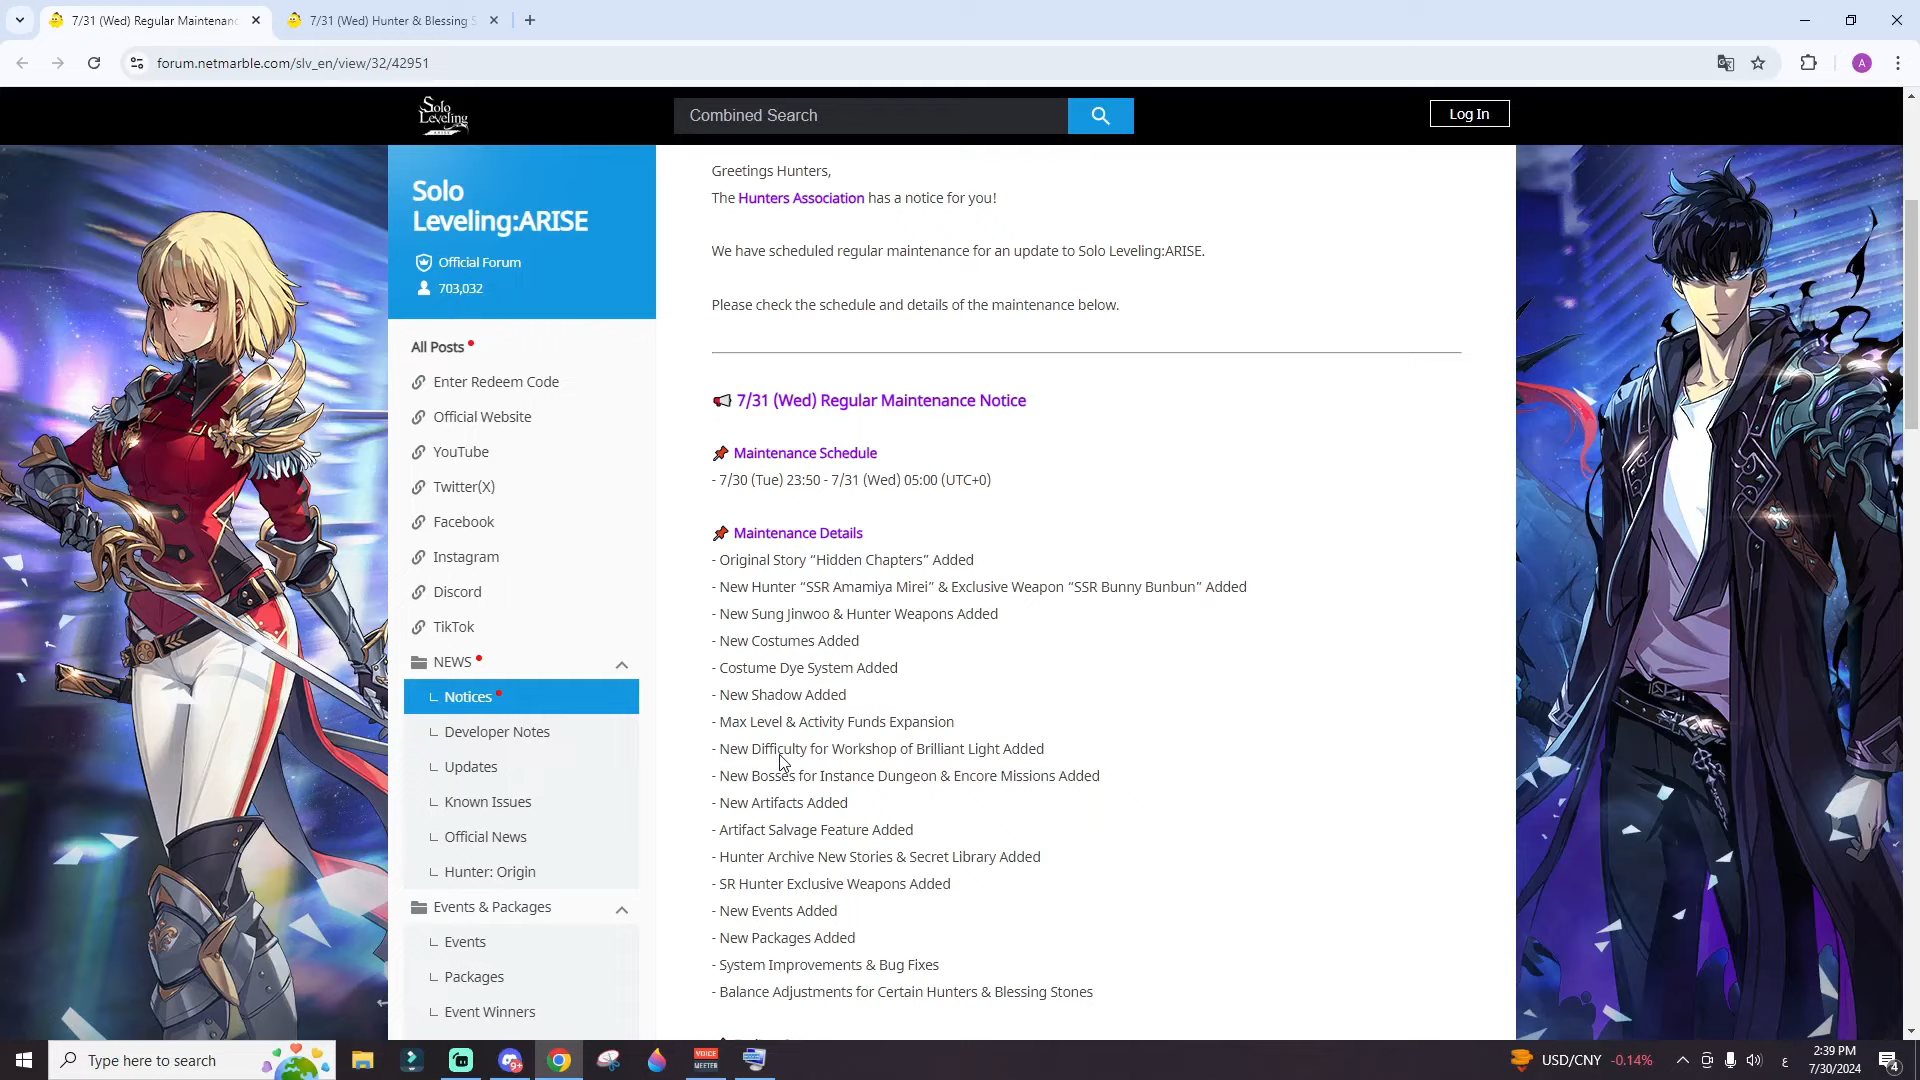 7/31 (Wed) Regular Maintenanc
7/31 (Wed) Hunter & Blessing S
forum.netmarble.com/slv_en/view/32/42951
A
Solo
Leveling
Combined Search
Log In
Solo
Leveling:ARISE
Official Forum
703,032
All Posts
Enter Redeem Code
Official Website
YouTube
Twitter(X)
Facebook
Instagram
Discord
TikTok
NEWS
Notices
Developer Notes
Updates
Known Issues
Official News
Hunter: Origin
Events & Packages
Events
Packages
Event Winners
Greetings Hunters,
The Hunters Association has a notice for you!
We have scheduled regular maintenance for an update to Solo Leveling:ARISE.
Please check the schedule and details of the maintenance below.
7/31 (Wed) Regular Maintenance Notice
Maintenance Schedule
- 7/30 (Tue) 23:50 - 7/31 (Wed) 05:00 (UTC+0)
Maintenance Details
- Original Story “Hidden Chapters” Added
- New Hunter “SSR Amamiya Mirei” & Exclusive Weapon “SSR Bunny Bunbun” Added
- New Sung Jinwoo & Hunter Weapons Added
- New Costumes Added
- Costume Dye System Added
- New Shadow Added
- Max Level & Activity Funds Expansion
- New Difficulty for Workshop of Brilliant Light Added
- New Bosses for Instance Dungeon & Encore Missions Added
- New Artifacts Added
- Artifact Salvage Feature Added
- Hunter Archive New Stories & Secret Library Added
- SR Hunter Exclusive Weapons Added
- New Events Added
- New Packages Added
- System Improvements & Bug Fixes
- Balance Adjustments for Certain Hunters & Blessing Stones
Type here to search
9+
VOICE
MEETER
USD/CNY -0.14%
ع
2:39 PM
7/30/2024
4